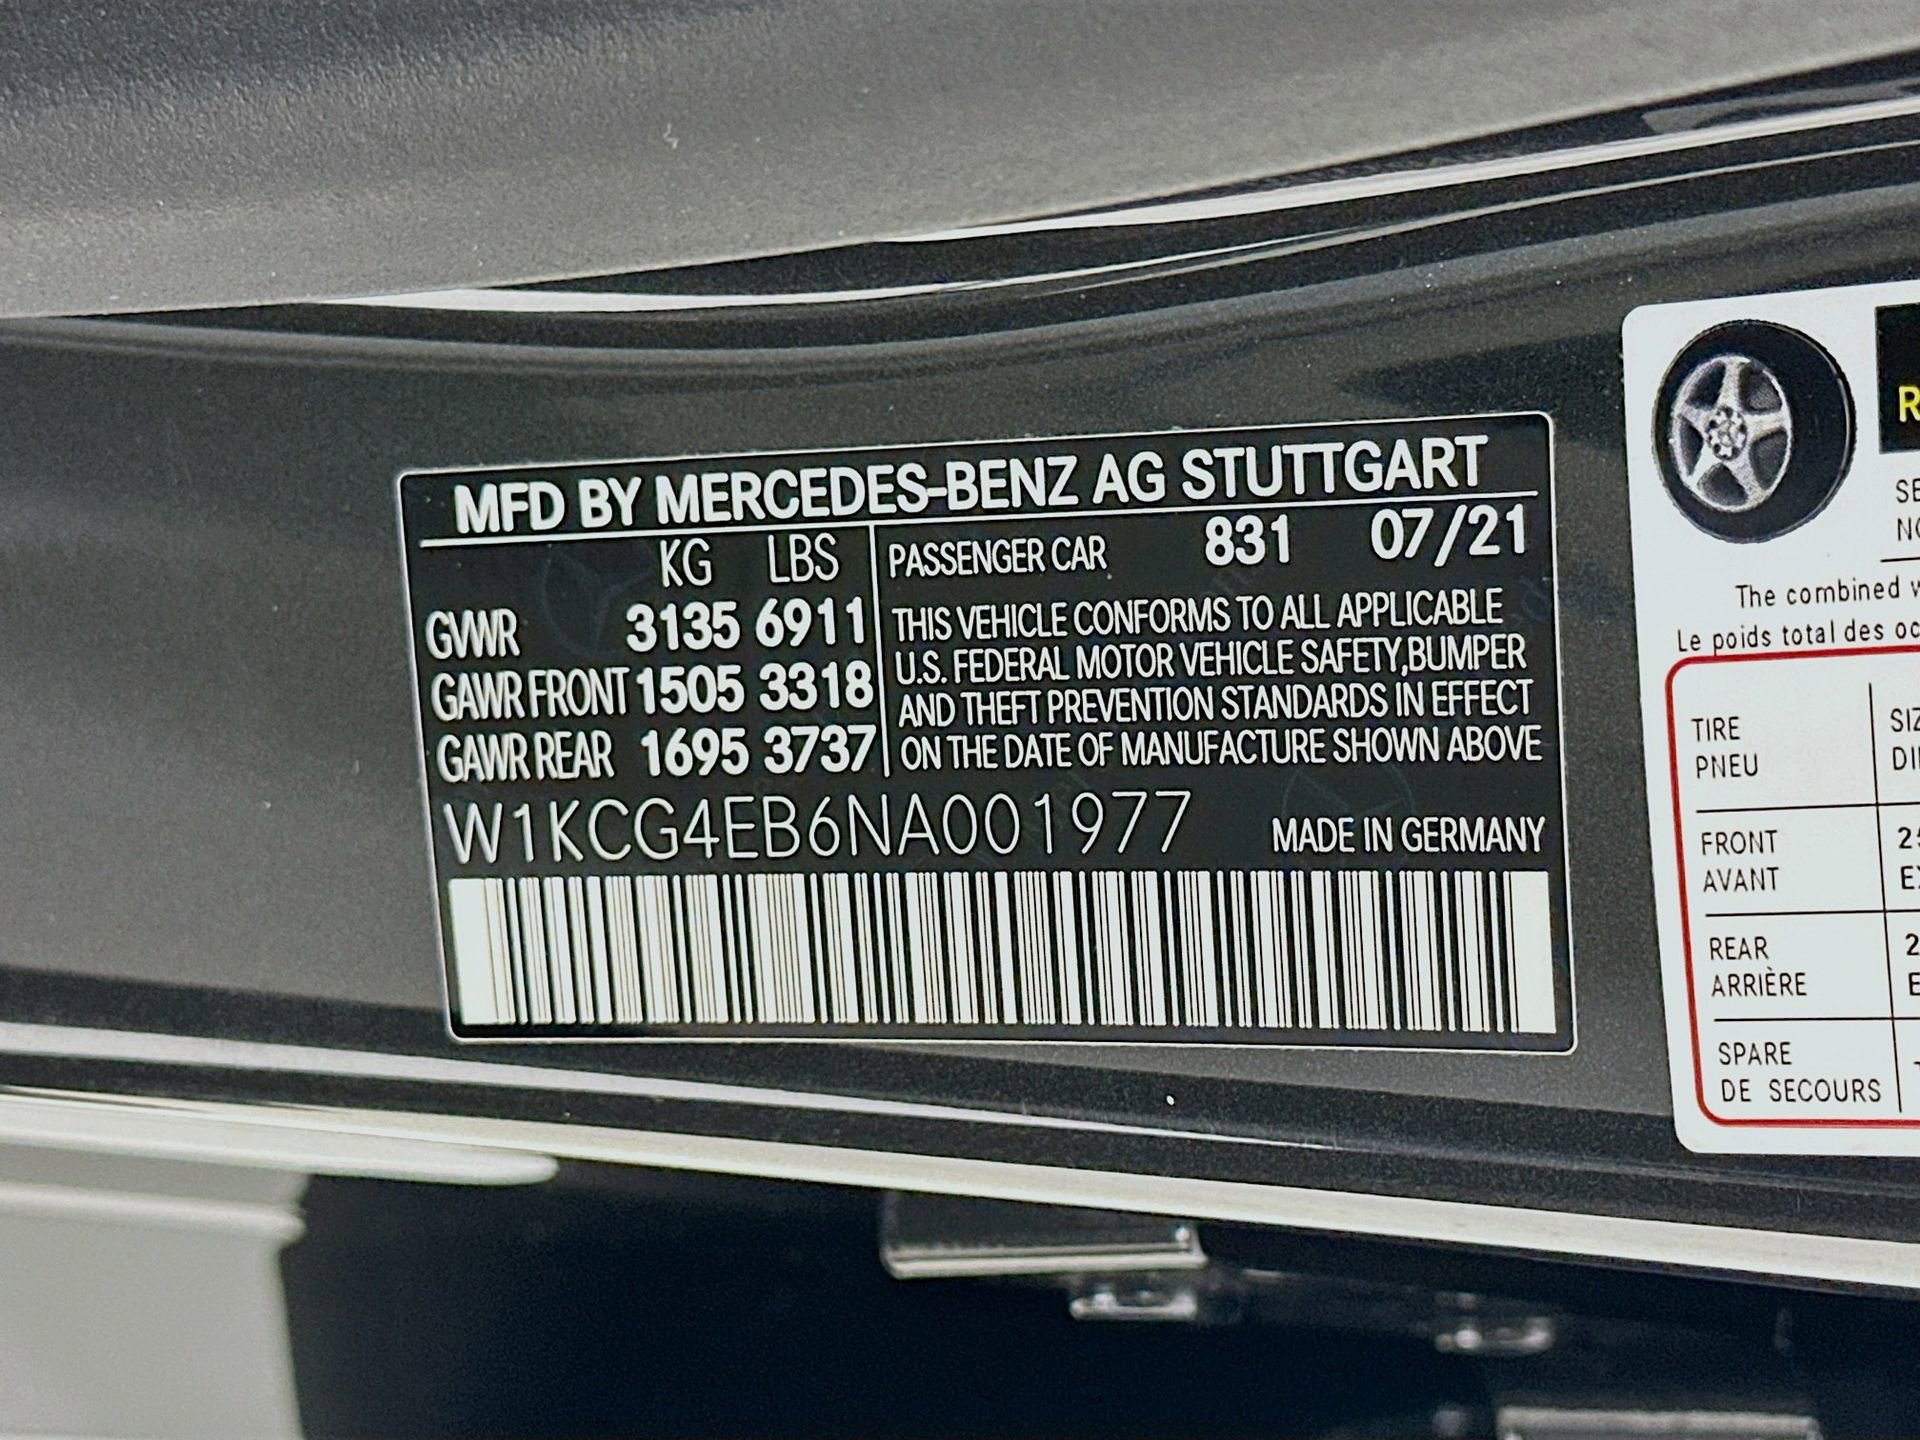 MFD BY MERCEDES-BENZ AG STUTTGART
KG LBS
GVWR 3135 6911
GAWR FRONT 1505 3318
GAWR REAR 1695 3737
PASSENGER CAR 831 07/21
THIS VEHICLE CONFORMS TO ALL APPLICABLE
U.S. FEDERAL MOTOR VEHICLE SAFETY,BUMPER
AND THEFT PREVENTION STANDARDS IN EFFECT
ON THE DATE OF MANUFACTURE SHOWN ABOVE
W1KCG4EB6NA001977
MADE IN GERMANY
The combined
Le poids total des
TIRE
PNEU
FRONT
AVANT
REAR
ARRIÈRE
SPARE
DE SECOURS